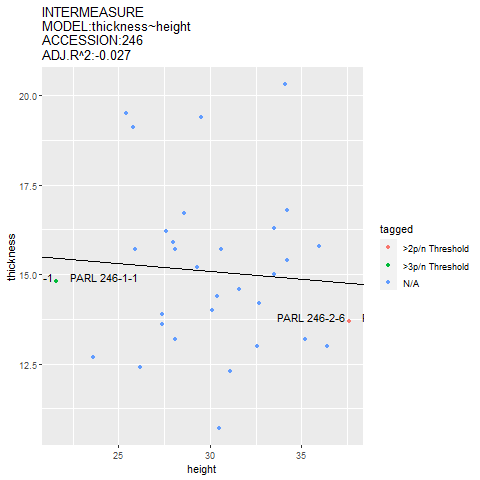 INTERMEASURE
MODEL:thickness~height
ACCESSION:246
ADJ.R^2:-0.027
20.0
17.5
15.0
12.5
thickness
-1 PARL 246-1-1
PARL 246-2-6
25 30 35
height
tagged
>2p/n Threshold
>3p/n Threshold
N/A